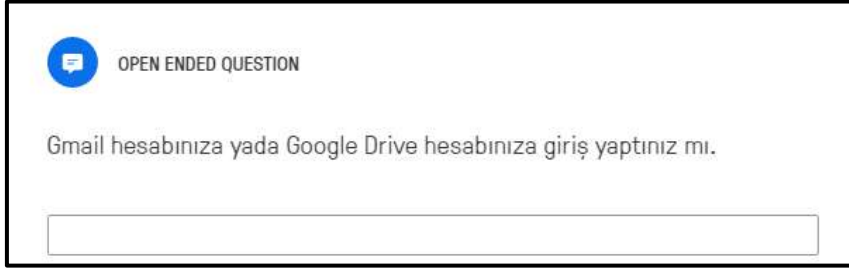 OPEN ENDED QUESTION
Gmail hesabınıza yada Google Drive hesabınıza giriş yaptınız mı.